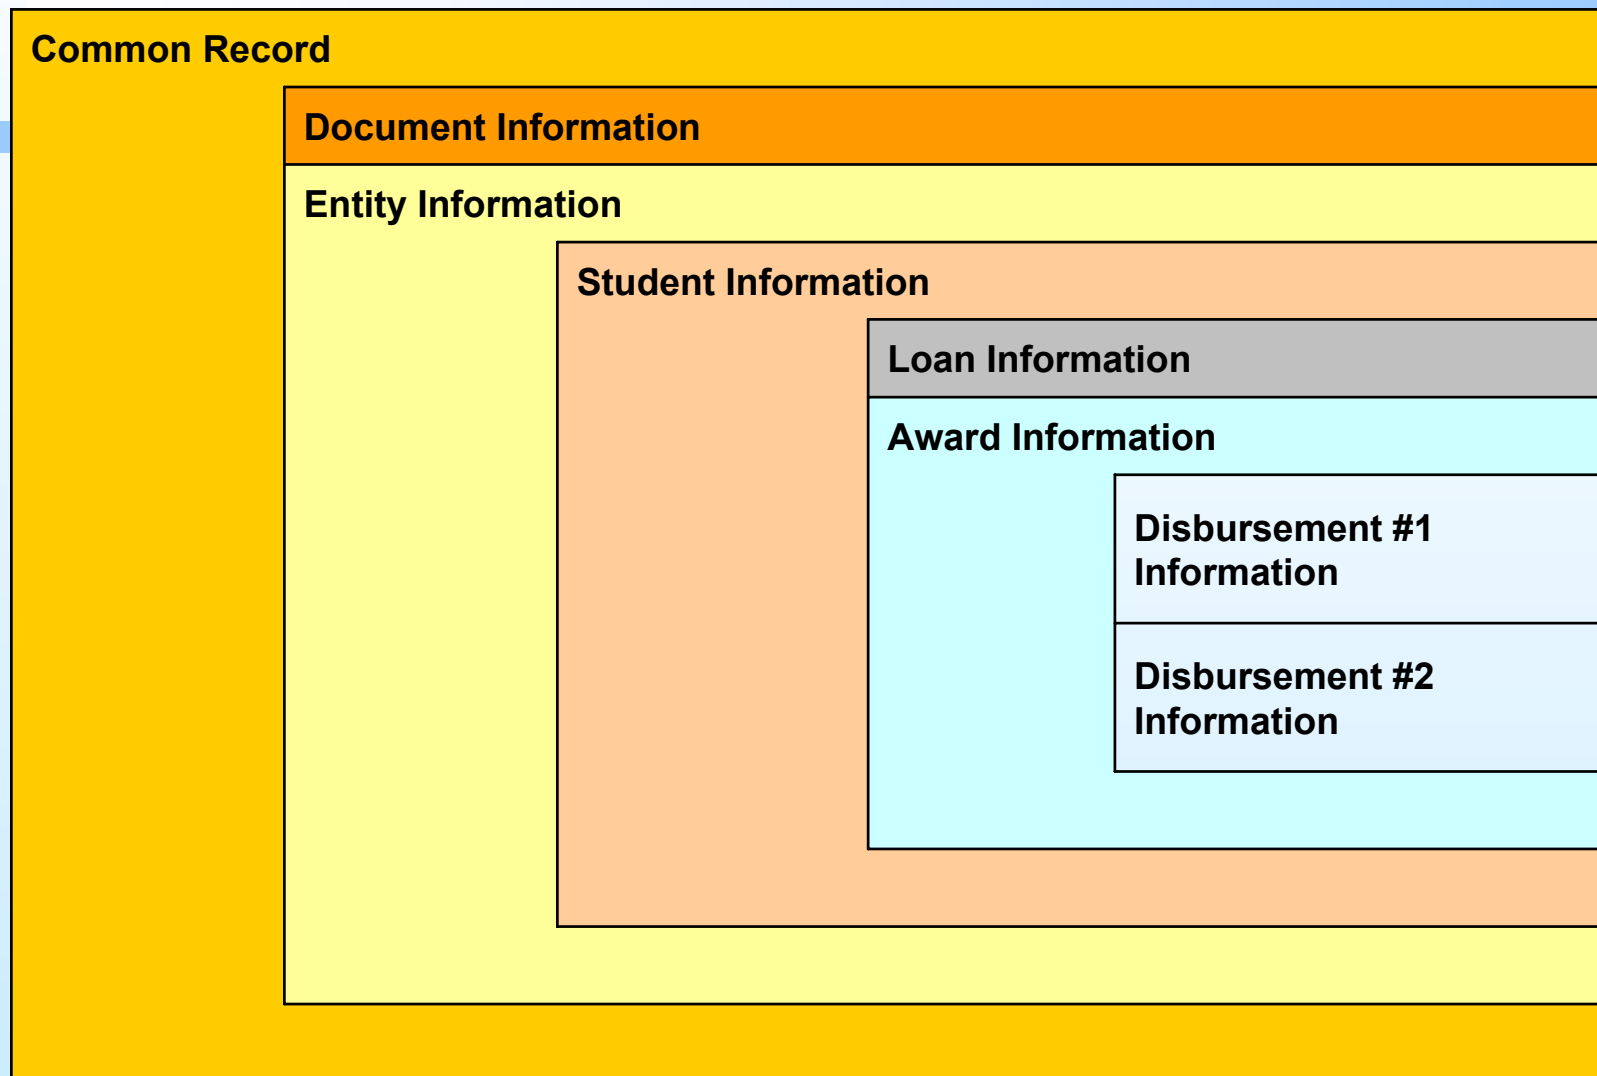 Common Record
Document Information
Entity Information
Student Information
Loan Information
Award Information
Disbursement #1
Information
Disbursement #2
Information